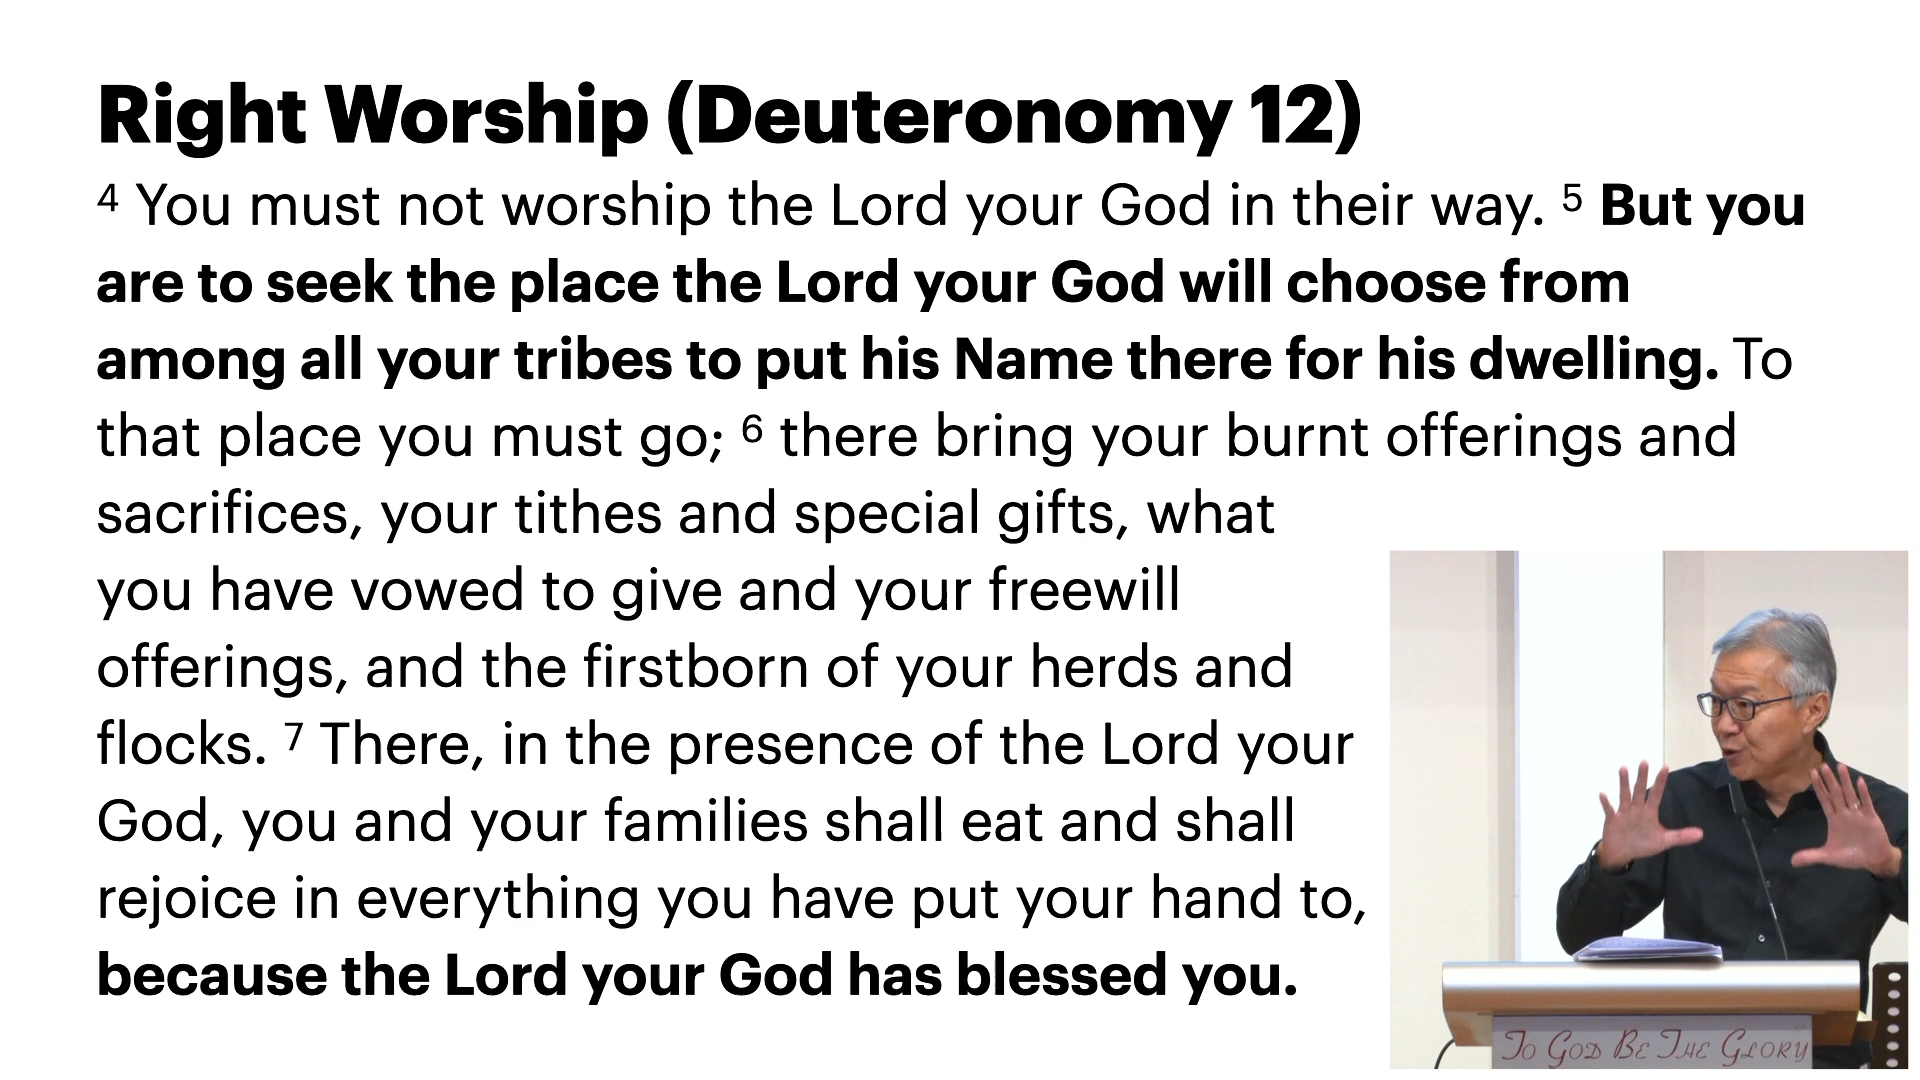 Right Worship (Deuteronomy 12)
⁴ You must not worship the Lord your God in their way. ⁵ But you
are to seek the place the Lord your God will choose from
among all your tribes to put his Name there for his dwelling. To
that place you must go; ⁶ there bring your burnt offerings and
sacrifices, your tithes and special gifts, what
you have vowed to give and your freewill
offerings, and the firstborn of your herds and
flocks. ⁷ There, in the presence of the Lord your
God, you and your families shall eat and shall
rejoice in everything you have put your hand to,
because the Lord your God has blessed you.
To God Be The Glory